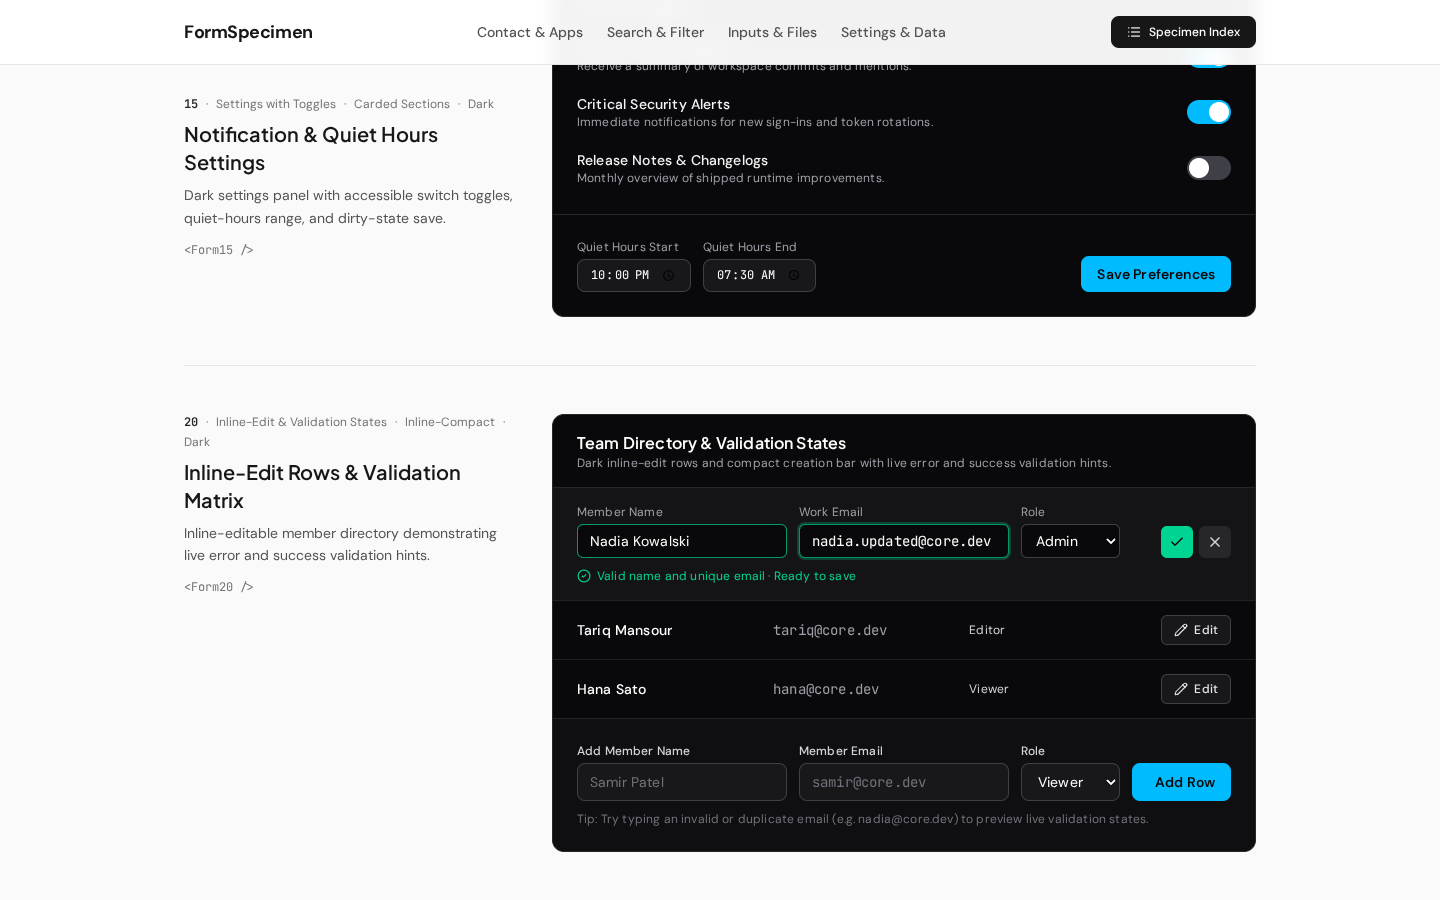 FormSpecimen
Contact & Apps
Search & Filter
Inputs & Files
Settings & Data
Specimen Index
15 · Settings with Toggles · Carded Sections · Dark
Notification & Quiet Hours
Settings
Dark settings panel with accessible switch toggles,
quiet-hours range, and dirty-state save.
<Form15 />
Receive a summary of workspace commits and mentions.
Critical Security Alerts
Immediate notifications for new sign-ins and token rotations.
Release Notes & Changelogs
Monthly overview of shipped runtime improvements.
Quiet Hours Start
Quiet Hours End
10:00 PM
07:30 AM
Save Preferences
20 · Inline-Edit & Validation States · Inline-Compact ·
Dark
Inline-Edit Rows & Validation
Matrix
Inline-editable member directory demonstrating
live error and success validation hints.
<Form20 />
Team Directory & Validation States
Dark inline-edit rows and compact creation bar with live error and success validation hints.
Member Name
Work Email
Role
Nadia Kowalski
nadia.updated@core.dev
Admin
Valid name and unique email · Ready to save
Tariq Mansour
tariq@core.dev
Editor
Edit
Hana Sato
hana@core.dev
Viewer
Edit
Add Member Name
Member Email
Role
Samir Patel
samir@core.dev
Viewer
Add Row
Tip: Try typing an invalid or duplicate email (e.g. nadia@core.dev) to preview live validation states.